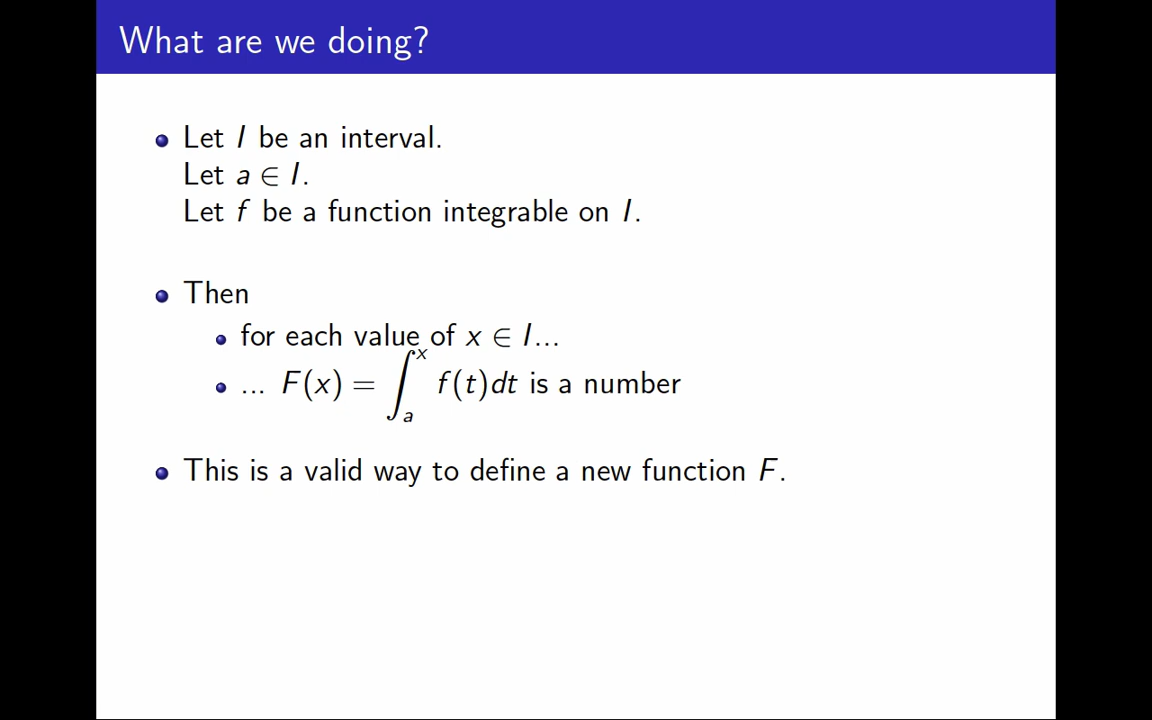 What are we doing?
Let I be an interval.
Let a ∈ I.
Let f be a function integrable on I.
Then
for each value of x ∈ I...
... F(x) = ∫_a^x f(t)dt is a number
This is a valid way to define a new function F.